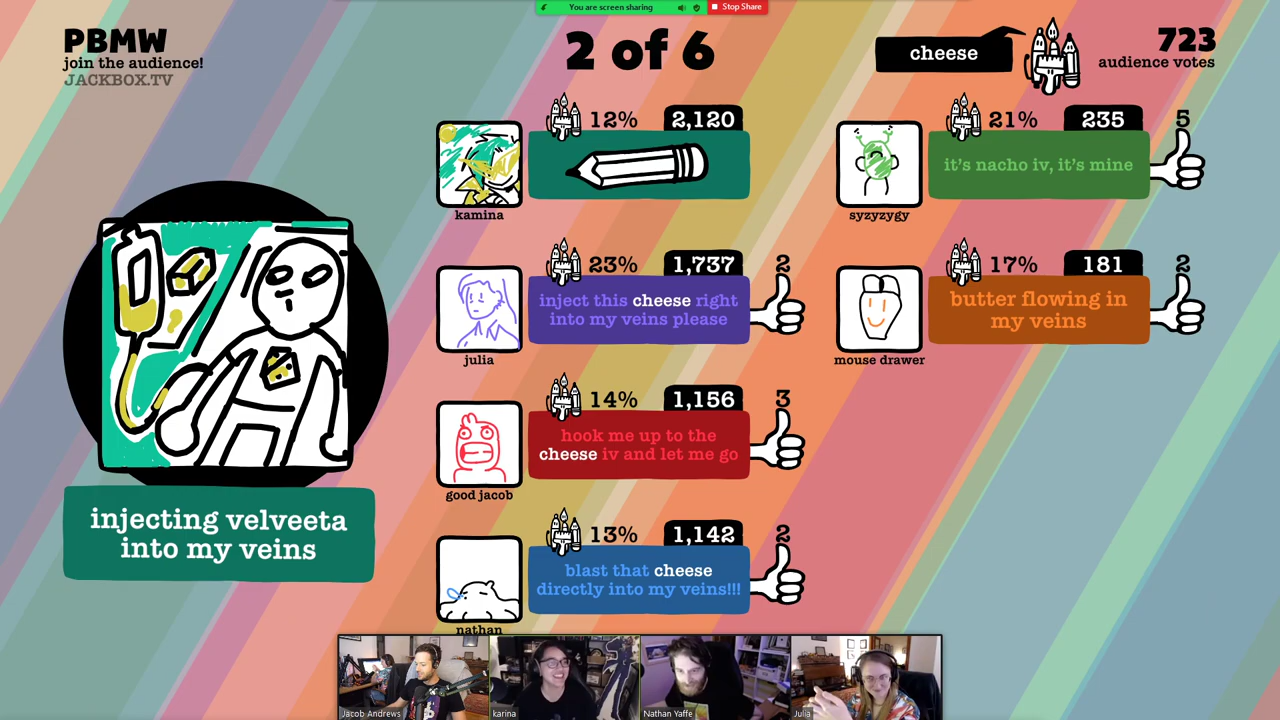 You are screen sharing
Stop Share
PBMW
join the audience!
JACKBOX.TV
2 of 6
cheese
723
audience votes
injecting velveeta
into my veins
12%
2,120
kamina
23%
1,737
2
inject this cheese right
into my veins please
julia
14%
1,156
3
hook me up to the
cheese iv and let me go
good jacob
13%
1,142
2
blast that cheese
directly into my veins!!!
nathan
21%
235
5
it's nacho iv, it's mine
syzyzygy
17%
181
2
butter flowing in
my veins
mouse drawer
Jacob Andrews
karina
Nathan Yaffe
Julia